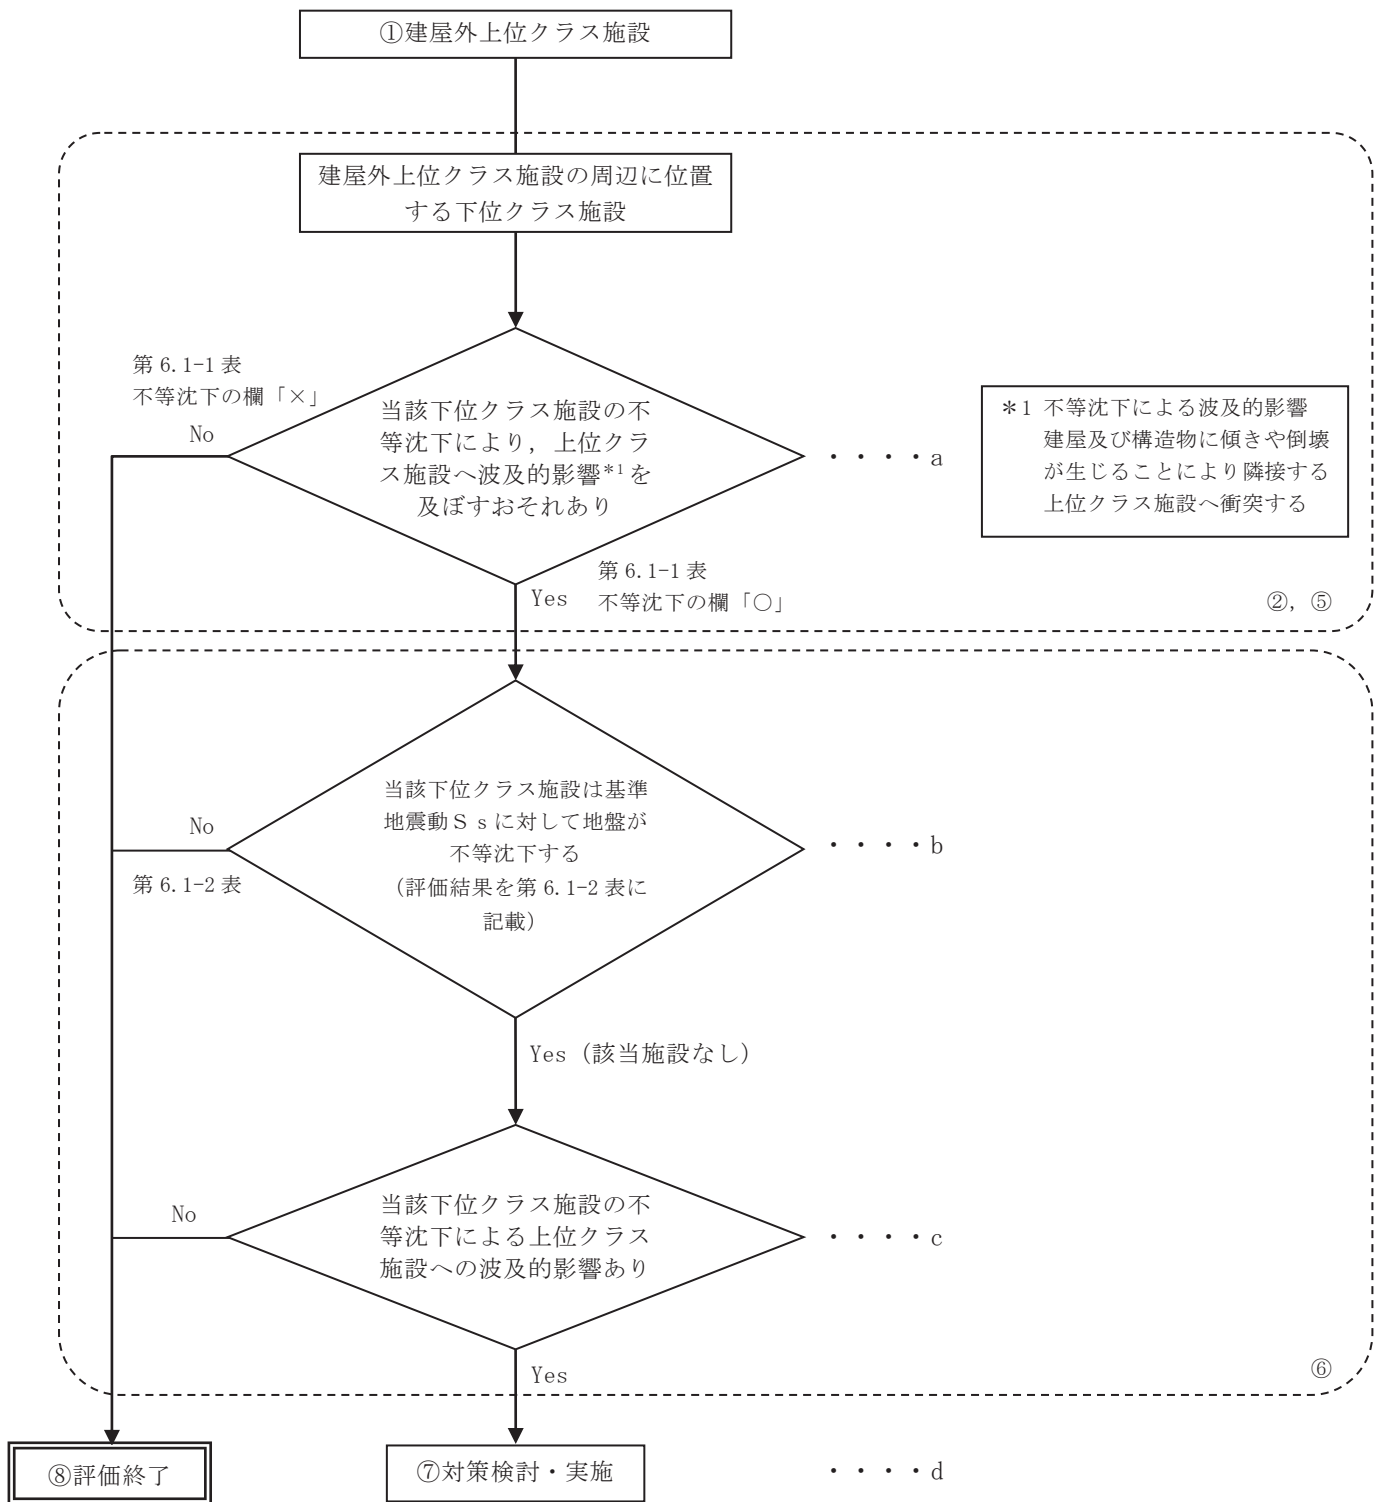 ①建屋外上位クラス施設
建屋外上位クラス施設の周辺に位置
する下位クラス施設
第 6.1-1 表
不等沈下の欄「×」
No
当該下位クラス施設の不
等沈下により，上位クラ
ス施設へ波及的影響*1を
及ぼすおそれあり
・・・・a
＊1 不等沈下による波及的影響
建屋及び構造物に傾きや倒壊
が生じることにより隣接する
上位クラス施設へ衝突する
Yes
第 6.1-1 表
不等沈下の欄「○」
②，⑤
当該下位クラス施設は基準
地震動Ｓｓに対して地盤が
不等沈下する
（評価結果を第 6.1-2 表に
記載）
No
第 6.1-2 表
・・・・b
Yes（該当施設なし）
当該下位クラス施設の不
等沈下による上位クラス
施設への波及的影響あり
No
・・・・c
Yes
⑥
⑧評価終了
⑦対策検討・実施
・・・・d